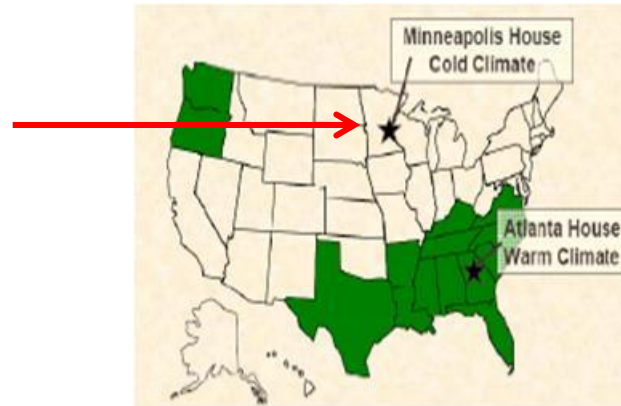 Minneapolis House
Cold Climate
Atlanta House
Warm Climate